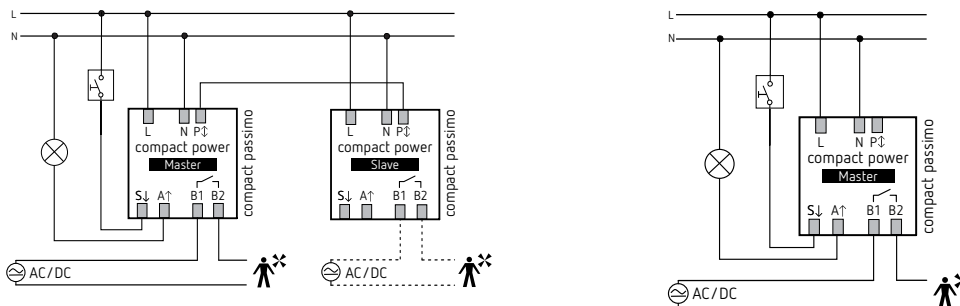 L
N
L N P⇕
compact power
Master
S↓ A↑ B1 B2
compact passimo
AC/DC
L N P⇕
compact power
Slave
S↓ A↑ B1 B2
compact passimo
AC/DC
L
N
L N P⇕
compact power
Master
S↓ A↑ B1 B2
compact passimo
AC/DC